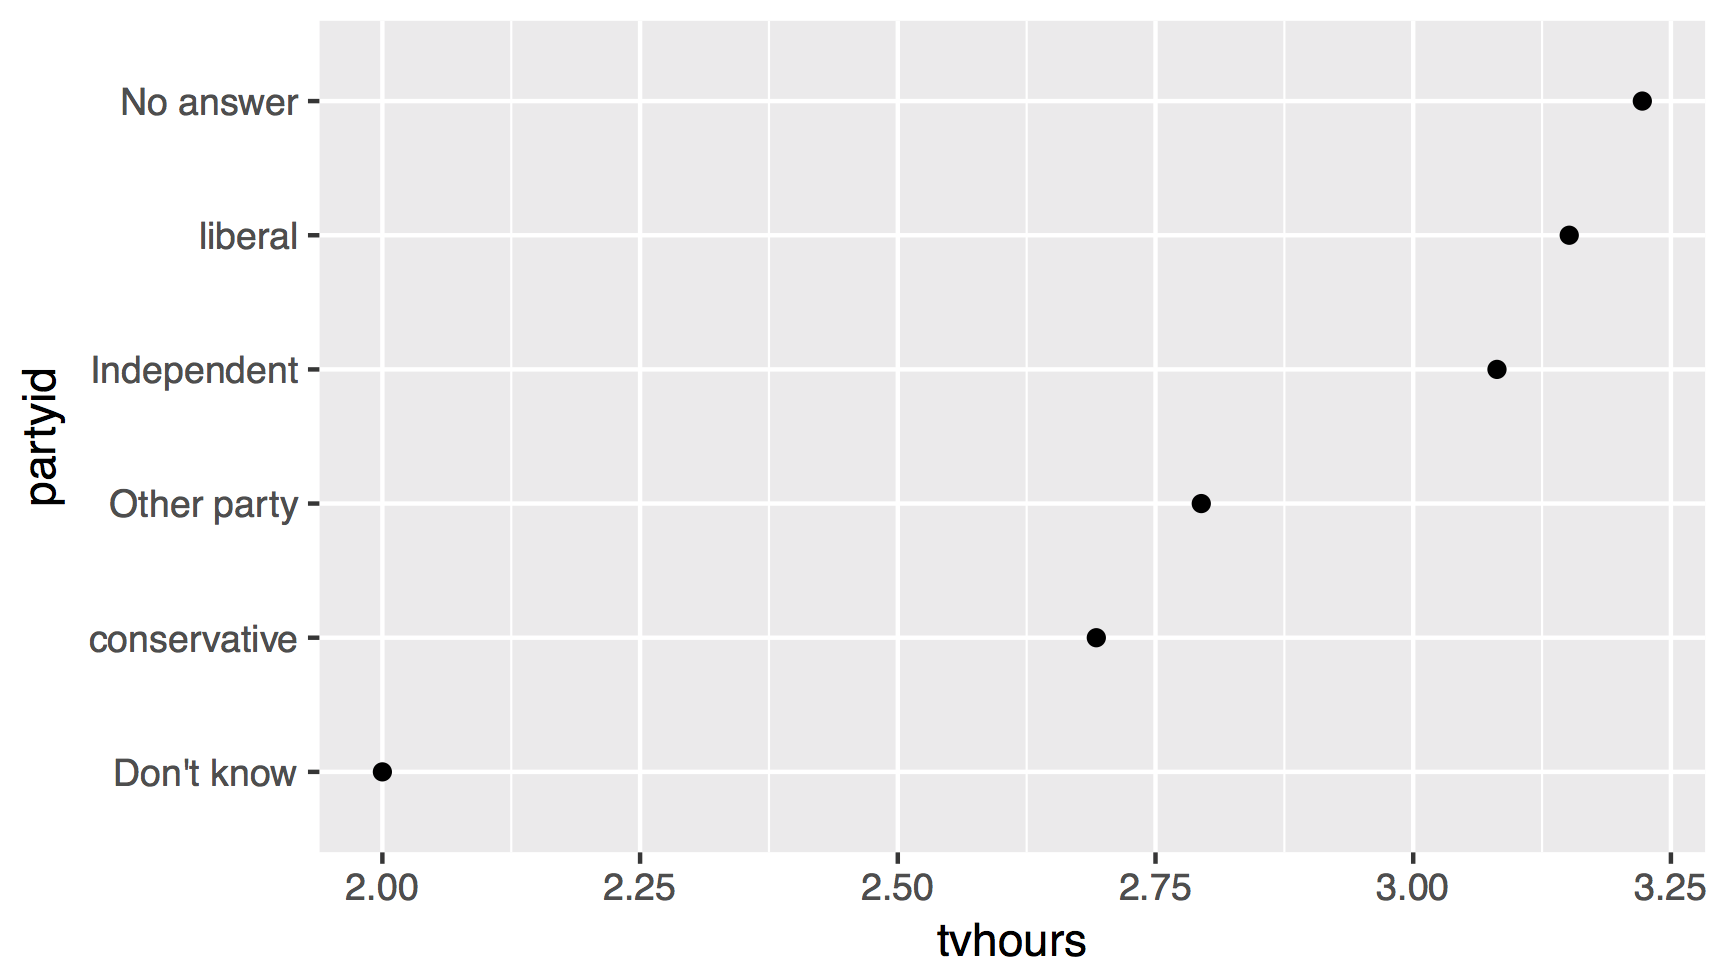 No answer
liberal
Independent
Other party
conservative
Don't know
partyid
2.00 2.25 2.50 2.75 3.00 3.25
tvhours